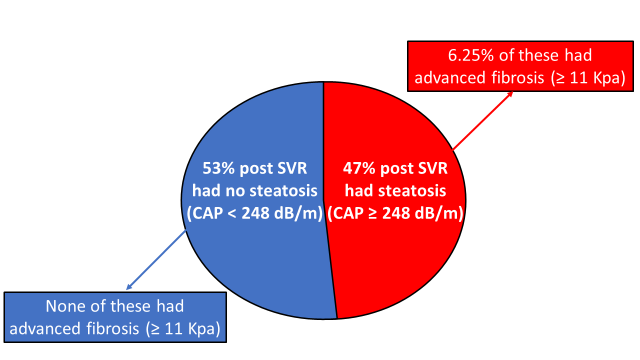 6.25% of these had
advanced fibrosis (≥ 11 Kpa)
53% post SVR
had no steatosis
(CAP < 248 dB/m)
47% post SVR
had steatosis
(CAP ≥ 248 dB/m)
None of these had
advanced fibrosis (≥ 11 Kpa)